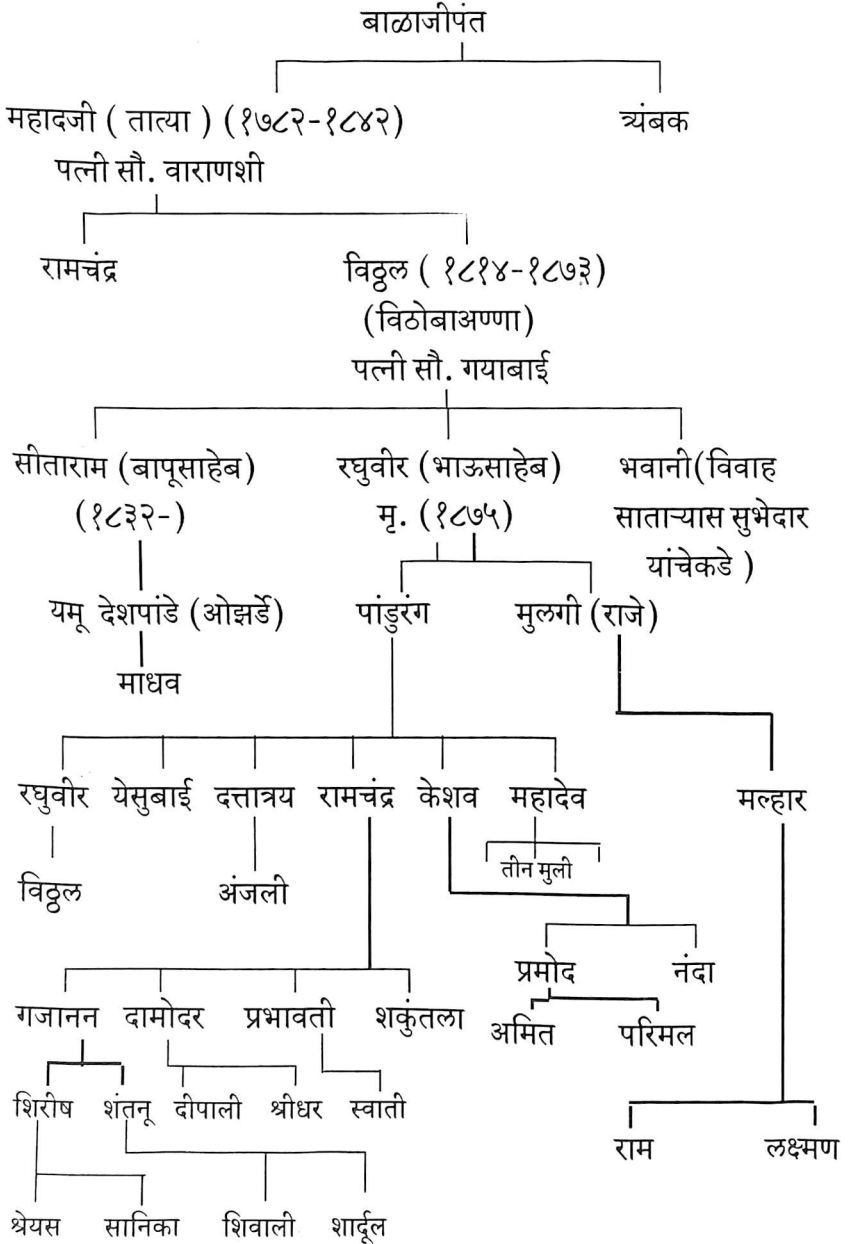 बाळाजीपंत
महादजी ( तात्या ) (१७८२-१८४२) त्र्यंबक
पत्नी सौ. वाराणशी
रामचंद्र विठ्ठल ( १८१४-१८७३)
(विठोबाअण्णा)
पत्नी सौ. गयाबाई
सीताराम (बापूसाहेब) रघुवीर (भाऊसाहेब) भवानी(विवाह
(१८३२-) मृ. (१८७५) साताऱ्यास सुभेदार
यांचेकडे )
यमू देशपांडे (ओझर्डे) पांडुरंग मुलगी (राजे)
माधव
रघुवीर येसुबाई दत्तात्रय रामचंद्र केशव महादेव मल्हार
तीन मुली
विठ्ठल अंजली
प्रमोद नंदा
गजानन दामोदर प्रभावती शकुंतला अमित परिमल
शिरीष शंतनू दीपाली श्रीधर स्वाती
राम लक्ष्मण
श्रेयस सानिका शिवाली शार्दूल